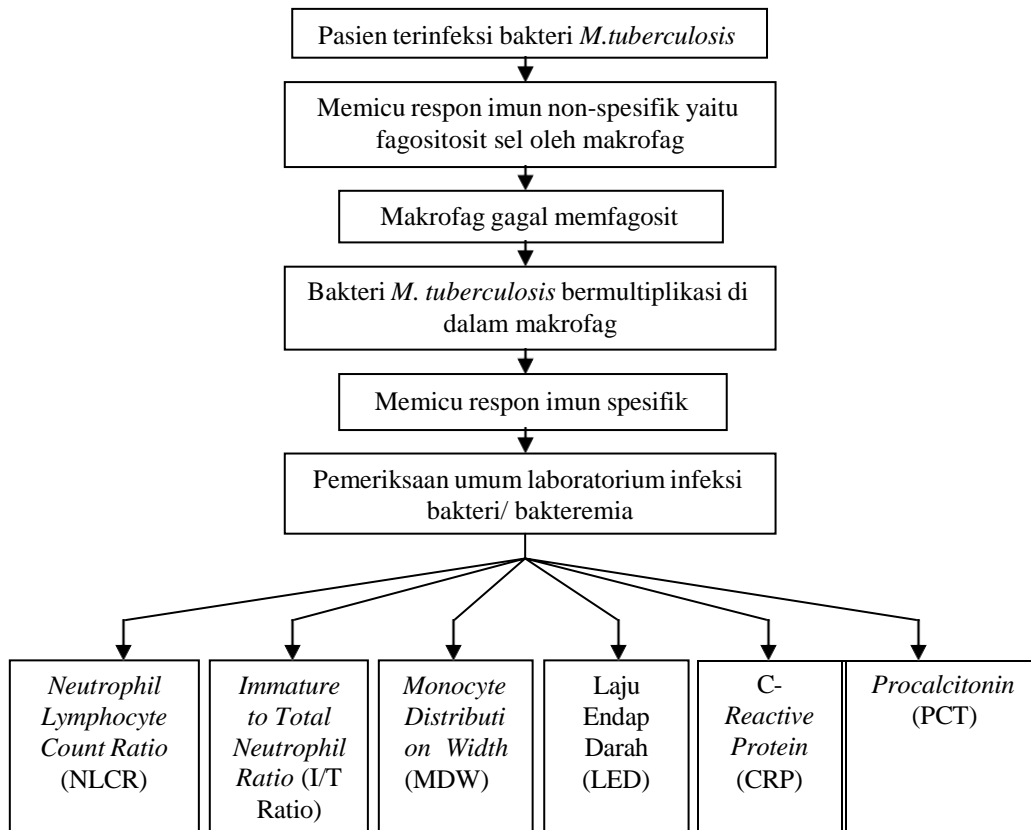 Pasien terinfeksi bakteri M.tuberculosis
Memicu respon imun non-spesifik yaitu
fagositosit sel oleh makrofag
Makrofag gagal memfagosit
Bakteri M. tuberculosis bermultiplikasi di
dalam makrofag
Memicu respon imun spesifik
Pemeriksaan umum laboratorium infeksi
bakteri/ bakteremia
Neutrophil
Lymphocyte
Count Ratio
(NLCR)
Immature
to Total
Neutrophil
Ratio (I/T
Ratio)
Monocyte
Distributi
on Width
(MDW)
Laju
Endap
Darah
(LED)
C-
Reactive
Protein
(CRP)
Procalcitonin
(PCT)